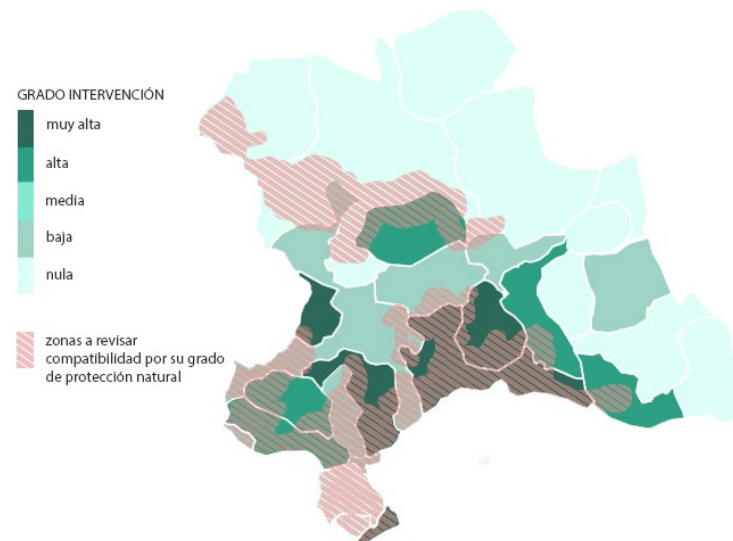 GRADO INTERVENCIÓN
muy alta
alta
media
baja
nula
zonas a revisar
compatibilidad por su grado
de protección natural